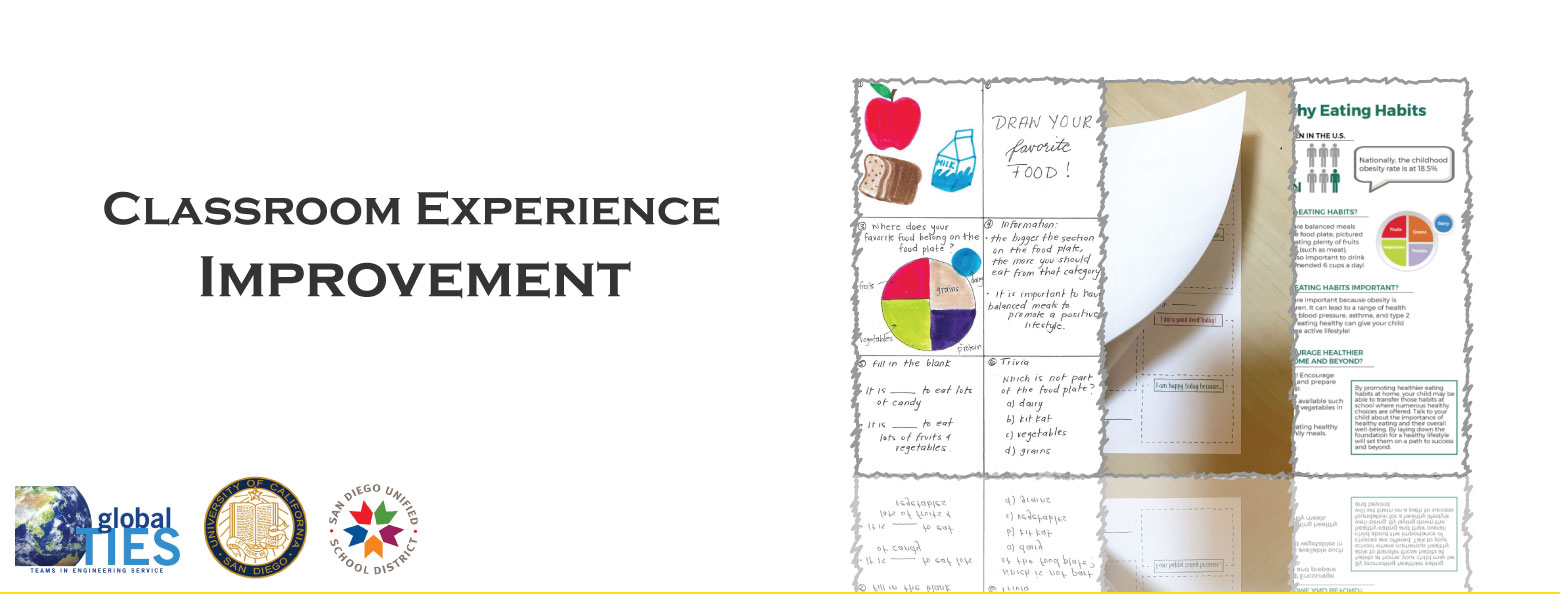 CLASSROOM EXPERIENCE
IMPROVEMENT
global
TIES
TEAMS IN ENGINEERING SERVICE
UNIVERSITY OF CALIFORNIA
SAN DIEGO
SAN DIEGO UNIFIED
SCHOOL DISTRICT
MILK
②
DRAW YOUR
favorite
FOOD!
③ Where does your
favorite food belong on the
food plate?
fruits
grains
dairy
vegetables
protein
④ Information:
• the bigger the section
on the food plate,
the more you should
eat from that category
• It is important to have
balanced meals to
promote a positive
lifestyle.
⑤ Fill in the blank
• It is ____ to eat lots
of candy
• It is ____ to eat
lots of fruits &
vegetables.
⑥ Trivia
Which is not part
of the food plate?
a) dairy
b) kit kat
c) vegetables
d) grains
I did a good deed today!
I am happy today because...
hy Eating Habits
EN IN THE U.S.
Nationally, the childhood
obesity rate is at 18.5%
EATING HABITS?
re balanced meals
e food plate, pictured
ating plenty of fruits
(such as meat),
so important to drink
mended 6 cups a day!
Fruits
Grains
Vegetables
Protein
Dairy
EATING HABITS IMPORTANT?
re important because obesity is
ren. It can lead to a range of health
blood pressure, asthma, and type 2
eating healthy can give your child
e active lifestyle!
URAGE HEALTHIER
OME AND BEYOND?
! Encourage
and prepare
p.
available such
vegetables in
ating healthy
ily meals.
By promoting healthier eating
habits at home, your child may be
able to transfer those habits at
school where numerous healthy
choices are offered. Talk to your
child about the importance of
healthy eating and their overall
well-being. By laying down the
foundation for a healthy lifestyle
will set them on a path to success
and beyond.